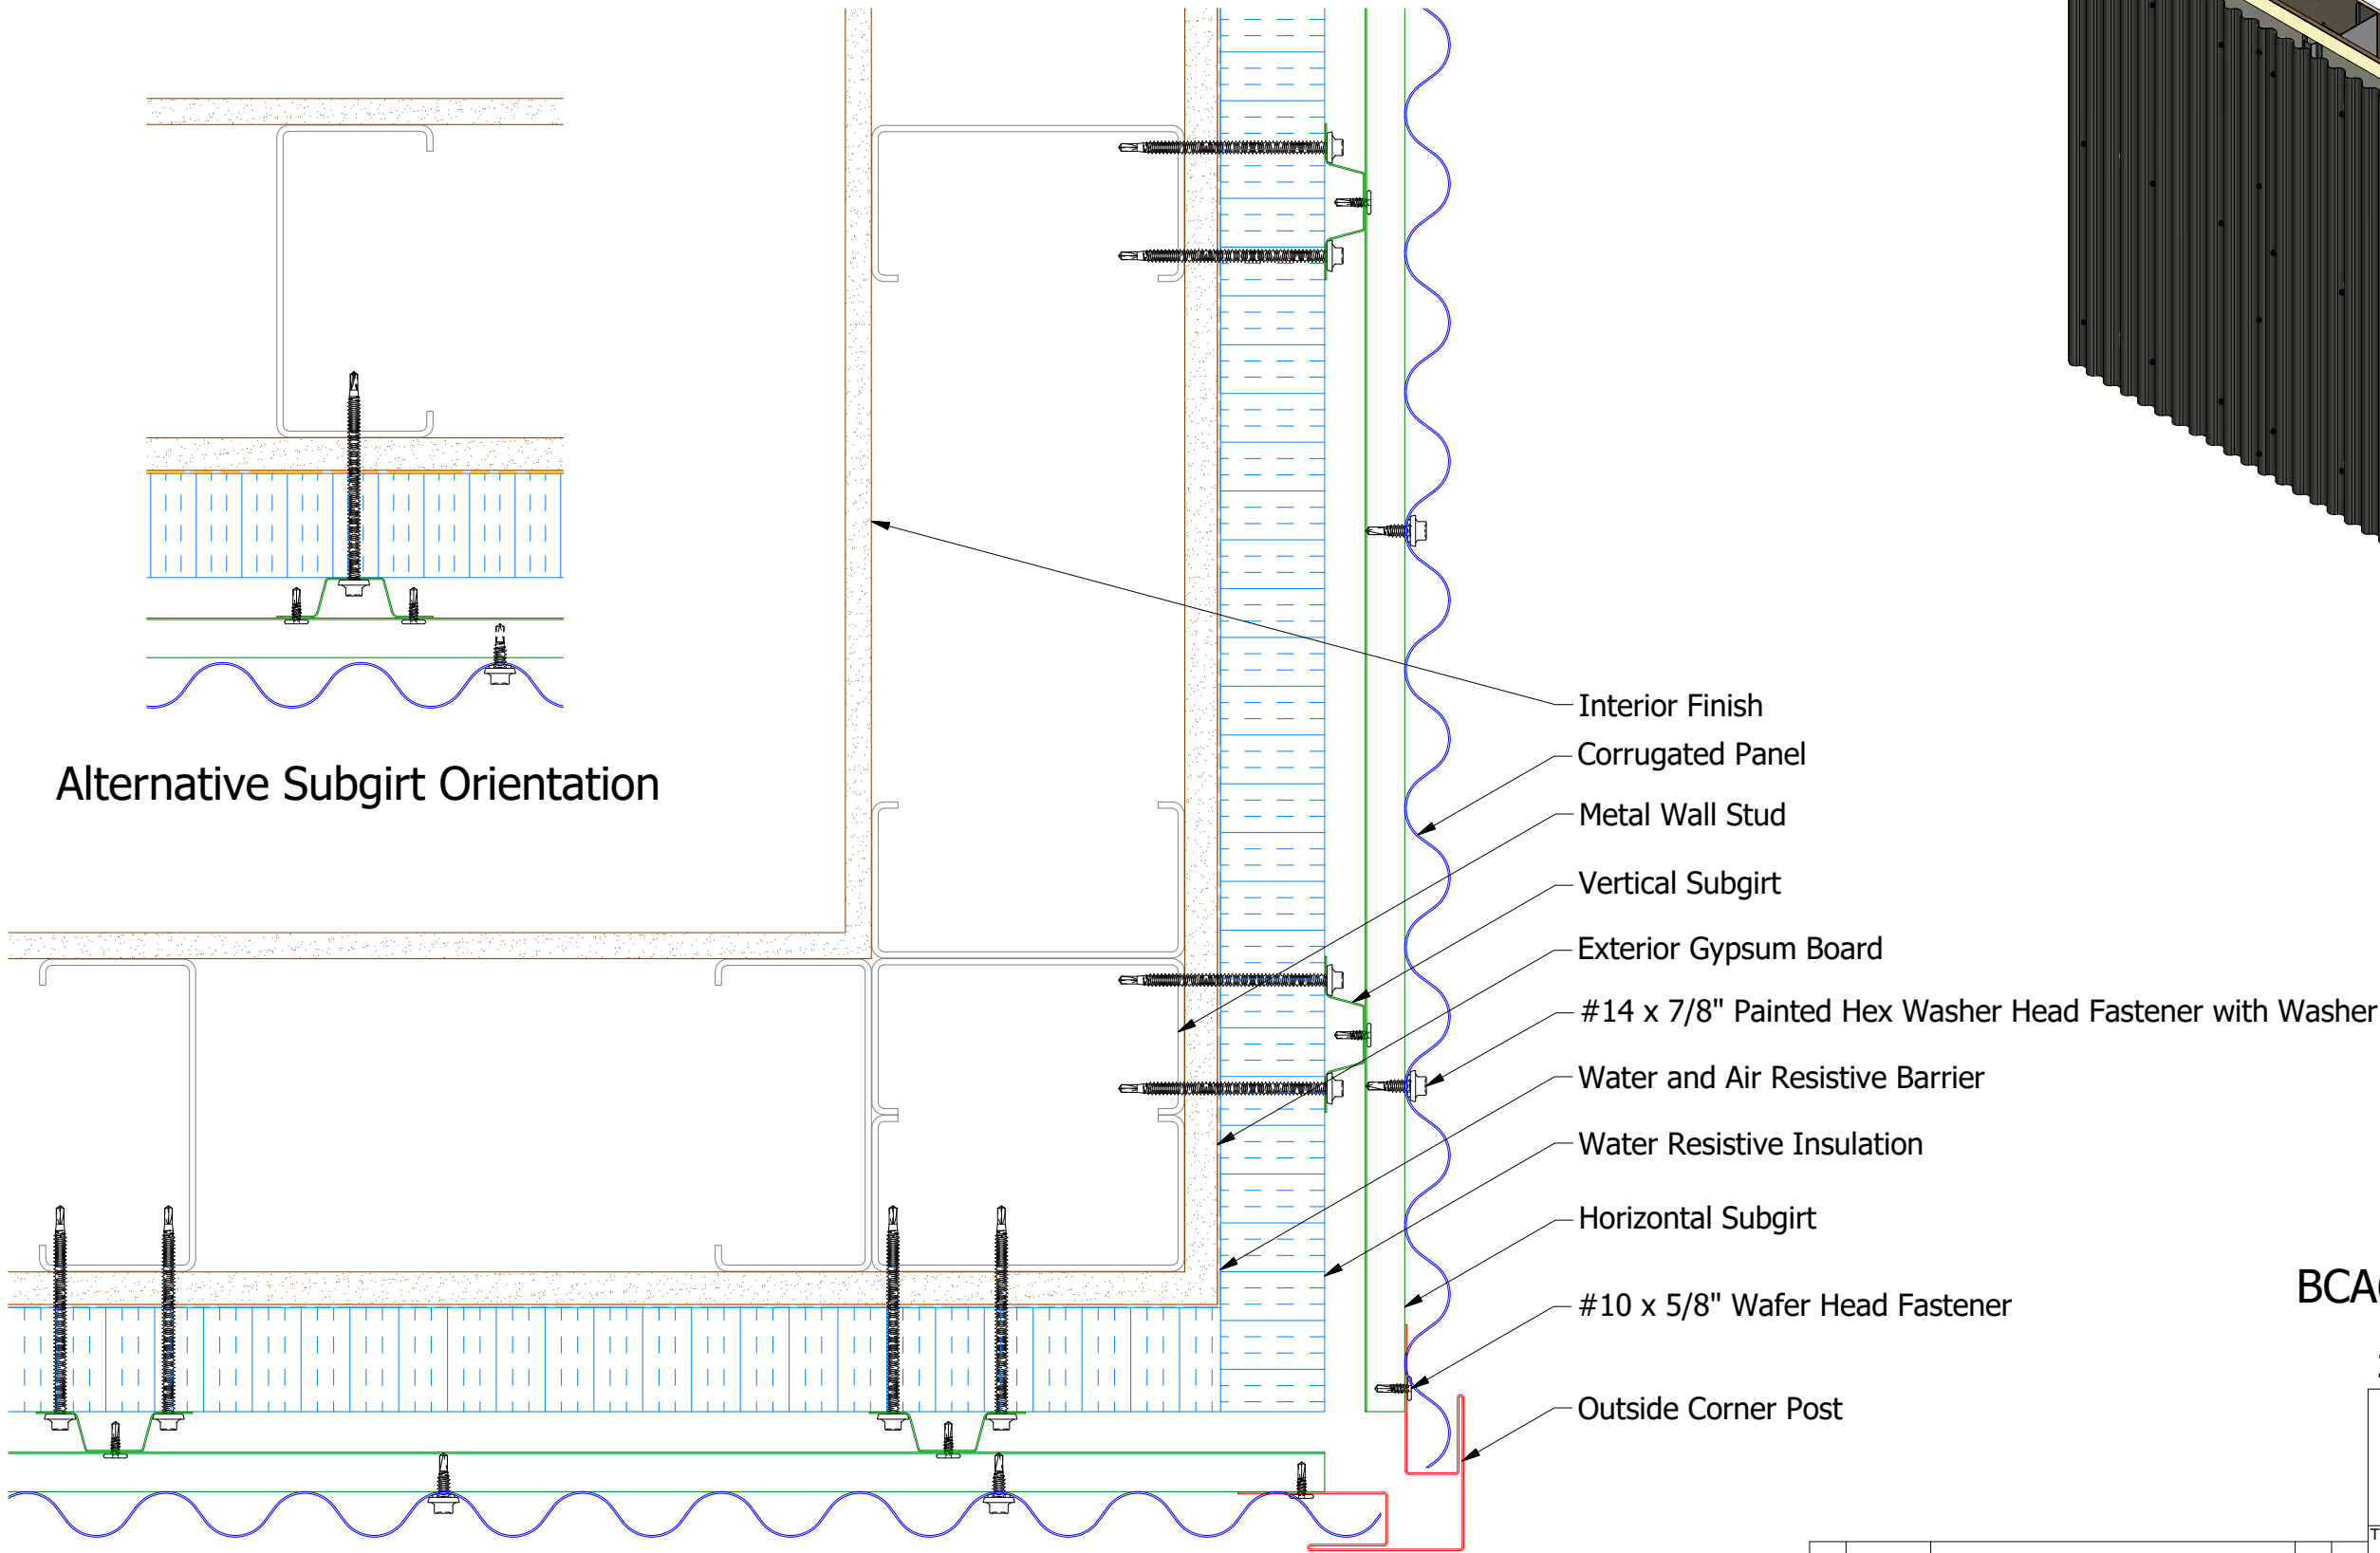 Alternative Subgirt Orientation
Interior Finish
Corrugated Panel
Metal Wall Stud
Vertical Subgirt
Exterior Gypsum Board
#14 x 7/8" Painted Hex Washer Head Fastener with Washer
Water and Air Resistive Barrier
Water Resistive Insulation
Horizontal Subgirt
#10 x 5/8" Wafer Head Fastener
Outside Corner Post